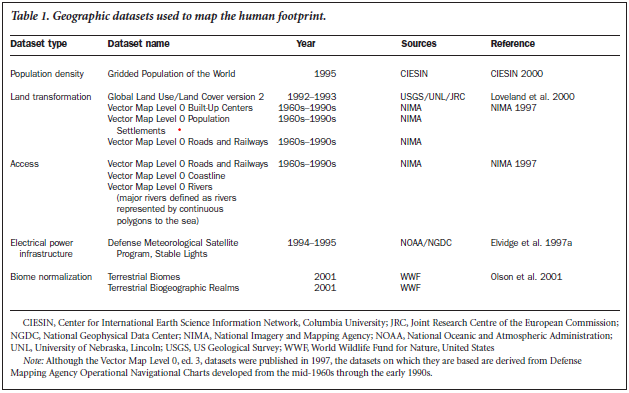 Table 1. Geographic datasets used to map the human footprint.
Dataset type Dataset name Year Sources Reference
Population density Gridded Population of the World 1995 CIESIN CIESIN 2000
Land transformation Global Land Use/Land Cover version 2 1992–1993 USGS/UNL/JRC Loveland et al. 2000
Vector Map Level 0 Built-Up Centers 1960s–1990s NIMA NIMA 1997
Vector Map Level 0 Population 1960s–1990s NIMA
Settlements
Vector Map Level 0 Roads and Railways 1960s–1990s NIMA
Access Vector Map Level 0 Roads and Railways 1960s–1990s NIMA NIMA 1997
Vector Map Level 0 Coastline
Vector Map Level 0 Rivers
(major rivers defined as rivers
represented by continuous
polygons to the sea)
Electrical power Defense Meteorological Satellite 1994–1995 NOAA/NGDC Elvidge et al. 1997a
infrastructure Program, Stable Lights
Biome normalization Terrestrial Biomes 2001 WWF Olson et al. 2001
Terrestrial Biogeographic Realms 2001 WWF
CIESIN, Center for International Earth Science Information Network, Columbia University; JRC, Joint Research Centre of the European Commission;
NGDC, National Geophysical Data Center; NIMA, National Imagery and Mapping Agency; NOAA, National Oceanic and Atmospheric Administration;
UNL, University of Nebraska, Lincoln; USGS, US Geological Survey; WWF, World Wildlife Fund for Nature, United States
Note: Although the Vector Map Level 0, ed. 3, datasets were published in 1997, the datasets on which they are based are derived from Defense
Mapping Agency Operational Navigational Charts developed from the mid-1960s through the early 1990s.